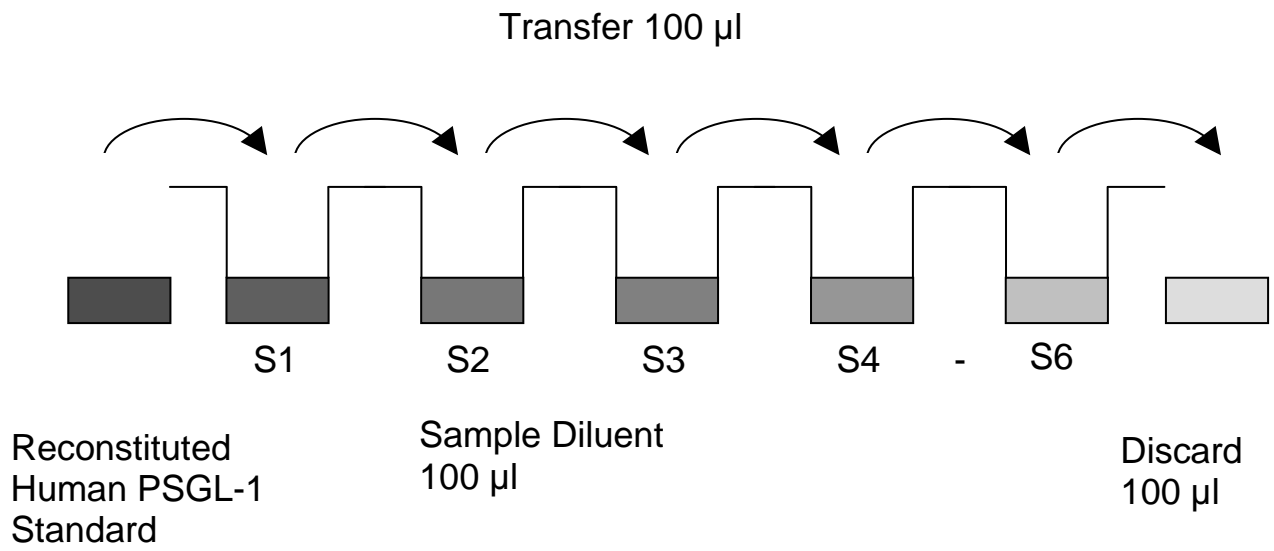 Transfer 100 µl
S1 S2 S3 S4 - S6
Reconstituted
Human PSGL-1
Standard
Sample Diluent
100 µl
Discard
100 µl